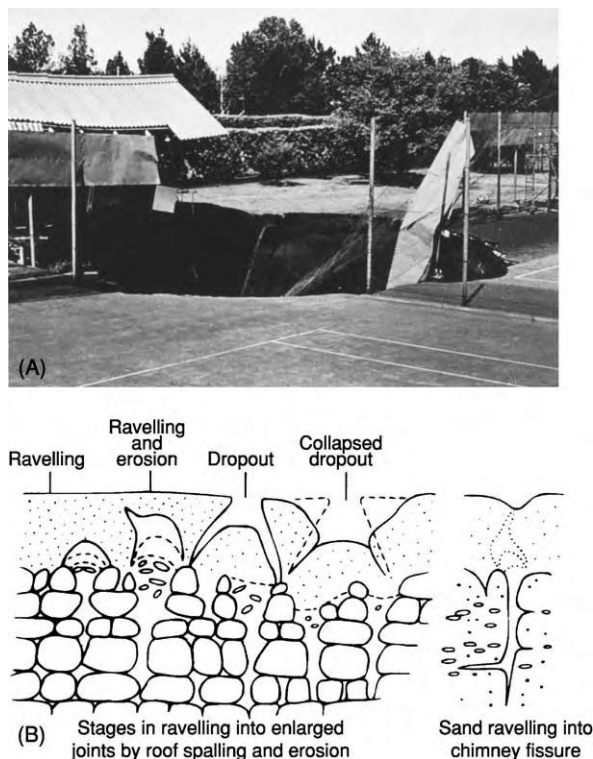 (A)
Ravelling
Ravelling
and
erosion
Dropout
Collapsed
dropout
(B)
Stages in ravelling into enlarged
joints by roof spalling and erosion
Sand ravelling into
chimney fissure